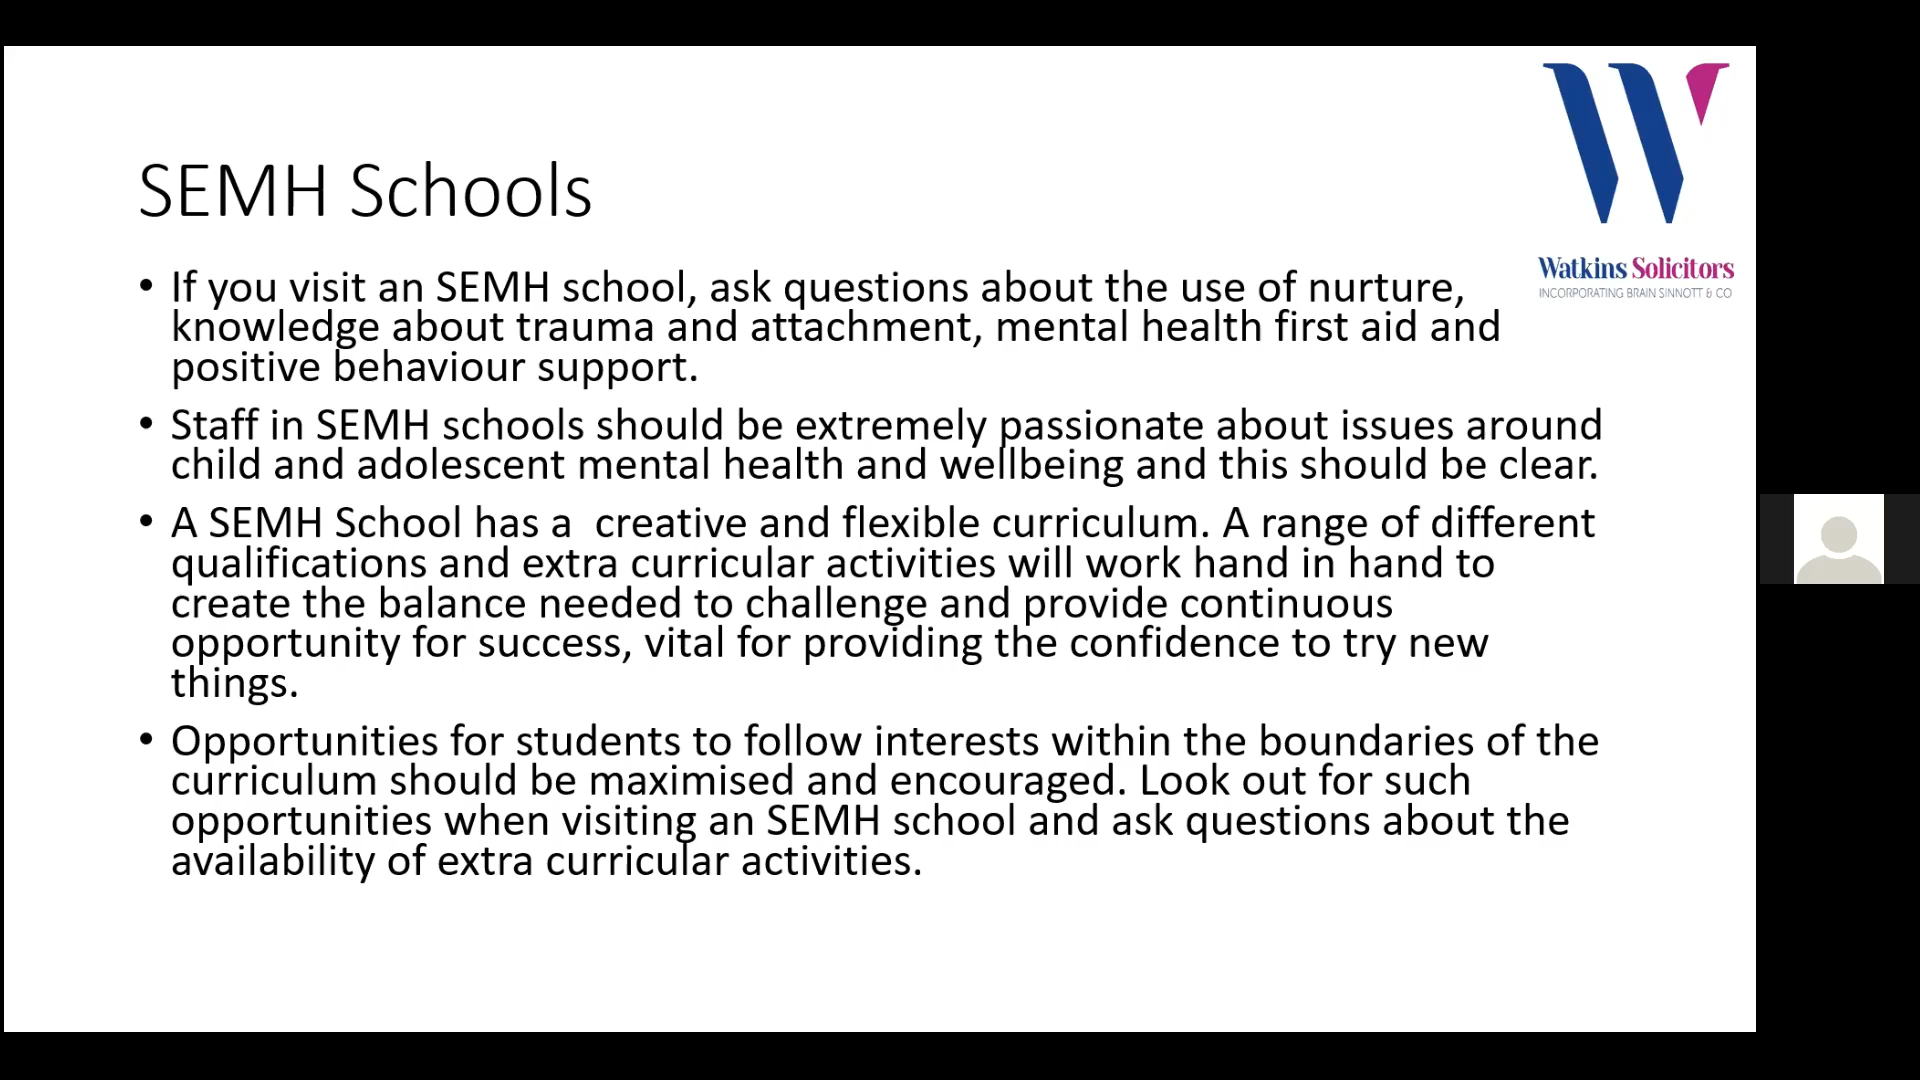 SEMH Schools
Watkins Solicitors
INCORPORATING BRAIN SINNOTT & CO
• If you visit an SEMH school, ask questions about the use of nurture,
knowledge about trauma and attachment, mental health first aid and
positive behaviour support.
• Staff in SEMH schools should be extremely passionate about issues around
child and adolescent mental health and wellbeing and this should be clear.
• A SEMH School has a  creative and flexible curriculum. A range of different
qualifications and extra curricular activities will work hand in hand to
create the balance needed to challenge and provide continuous
opportunity for success, vital for providing the confidence to try new
things.
• Opportunities for students to follow interests within the boundaries of the
curriculum should be maximised and encouraged. Look out for such
opportunities when visiting an SEMH school and ask questions about the
availability of extra curricular activities.